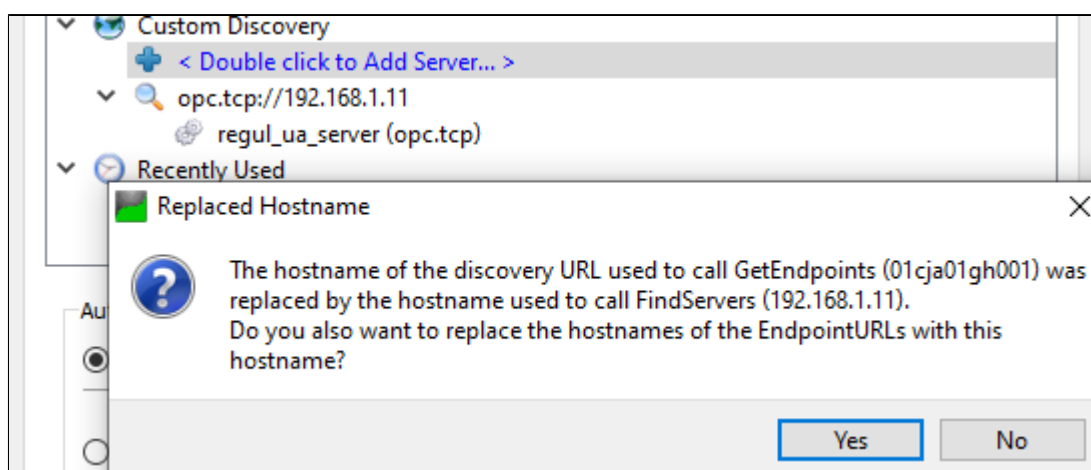 Custom Discovery
< Double click to Add Server... >
opc.tcp://192.168.1.11
regul_ua_server (opc.tcp)
Recently Used
Replaced Hostname
The hostname of the discovery URL used to call GetEndpoints (01cja01gh001) was
replaced by the hostname used to call FindServers (192.168.1.11).
Do you also want to replace the hostnames of the EndpointURLs with this
hostname?
Au
Yes No